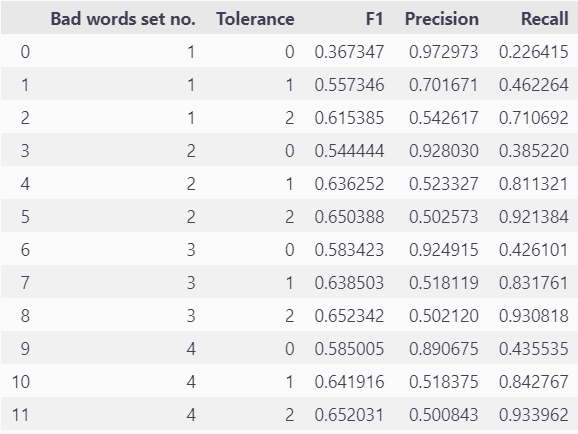 Bad words set no. Tolerance F1 Precision Recall
0 1 0 0.367347 0.972973 0.226415
1 1 1 0.557346 0.701671 0.462264
2 1 2 0.615385 0.542617 0.710692
3 2 0 0.544444 0.928030 0.385220
4 2 1 0.636252 0.523327 0.811321
5 2 2 0.650388 0.502573 0.921384
6 3 0 0.583423 0.924915 0.426101
7 3 1 0.638503 0.518119 0.831761
8 3 2 0.652342 0.502120 0.930818
9 4 0 0.585005 0.890675 0.435535
10 4 1 0.641916 0.518375 0.842767
11 4 2 0.652031 0.500843 0.933962